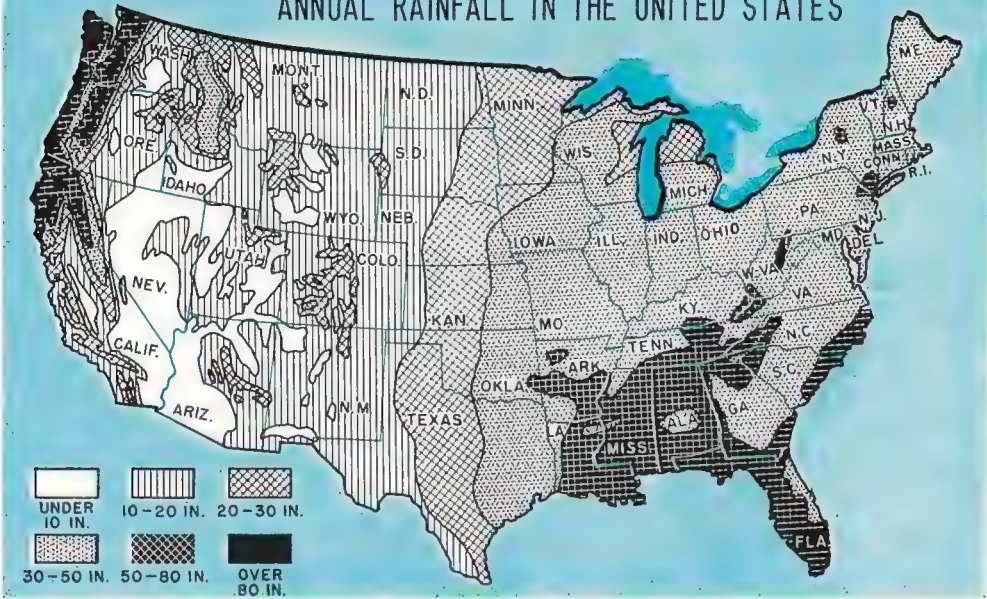 ANNUAL RAINFALL IN THE UNITED STATES
WASH.
MONT.
N.D.
MINN.
ME.
VT.
N.H.
ORE.
S.D.
WIS.
N.Y.
MASS.
CONN.
R.I.
IDAHO
WYO.
NEB.
MICH.
IOWA
ILL.
IND.
OHIO
PA.
N.J.
NEV.
UTAH
COLO.
MD.
DEL.
W.VA.
VA.
CALIF.
KAN.
MO.
KY.
N.C.
TENN.
ARIZ.
N.M.
OKLA.
ARK.
S.C.
TEXAS
LA.
MISS.
ALA.
GA.
FLA.
UNDER
10 IN.
10-20 IN.
20-30 IN.
30-50 IN.
50-80 IN.
OVER
80 IN.